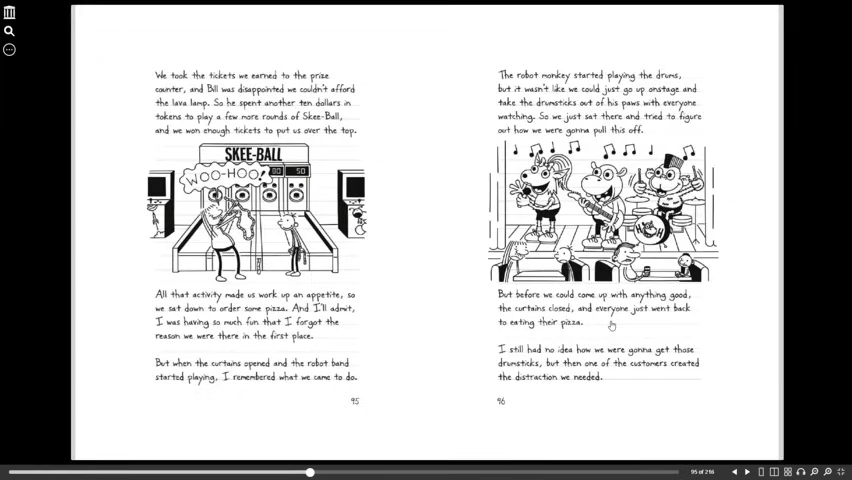 We took the tickets we earned to the prize
counter, and Bill was disappointed we couldn't afford
the lava lamp. So he spent another ten dollars in
tokens to play a few more rounds of Skee-Ball,
and we won enough tickets to put us over the top.
SKEE-BALL
WOO-HOO!
00 50
All that activity made us work up an appetite, so
we sat down to order some pizza. And I'll admit,
I was having so much fun that I forgot the
reason we were there in the first place.
But when the curtains opened and the robot band
started playing, I remembered what we came to do.
95
The robot monkey started playing the drums,
but it wasn't like we could just go up onstage and
take the drumsticks out of his paws with everyone
watching. So we just sat there and tried to figure
out how we were gonna pull this off.
H H
But before we could come up with anything good,
the curtains closed, and everyone just went back
to eating their pizza.
I still had no idea how we were gonna get those
drumsticks, but then one of the customers created
the distraction we needed.
96
95 of 216